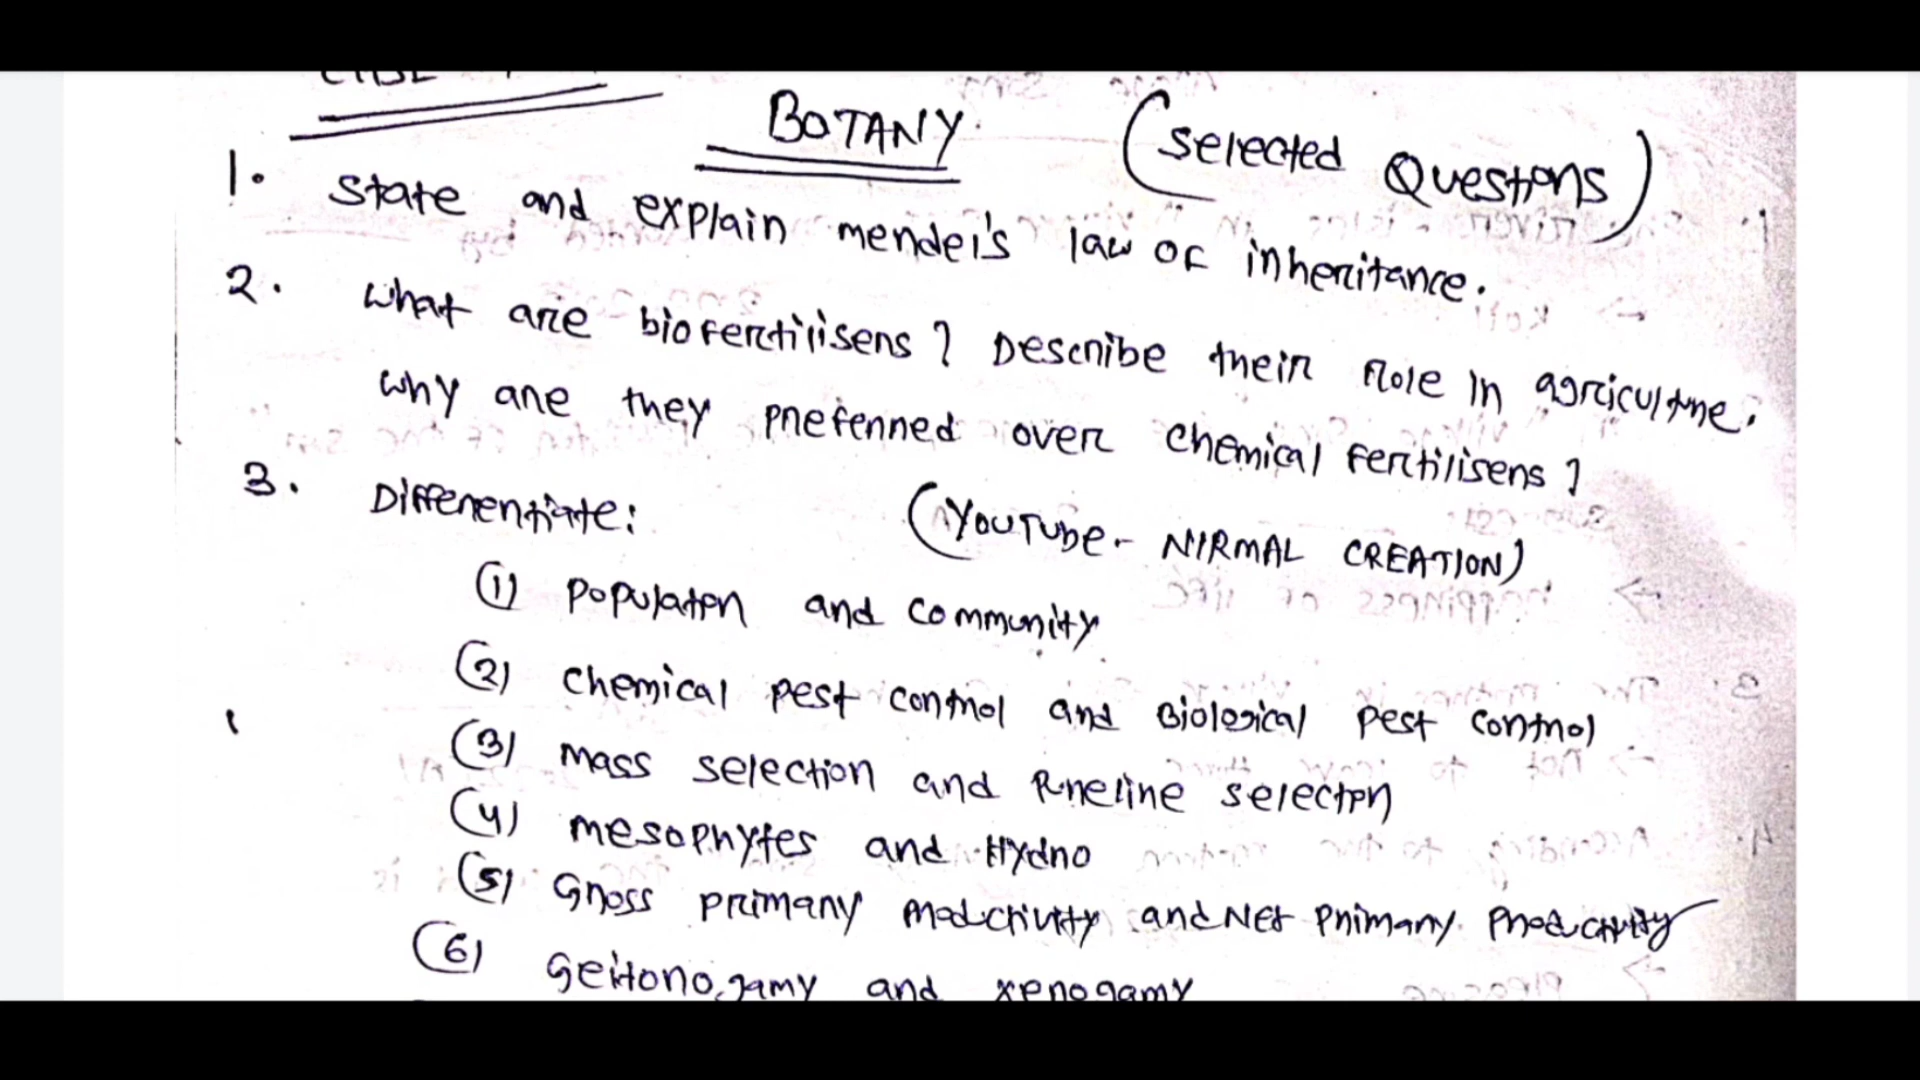 BOTANY (Selected Questions)
1. State and explain mendel's law of inheritance.
2. what are biofertilisers? Describe their role in agriculture.
why are they preferred over chemical fertilisers?
3. Differentiate: (YouTube - NIRMAL CREATION)
(1) Population and community
(2) chemical pest control and Biological pest control
(3) mass selection and Pureline selection
(4) mesophytes and Hydro
(5) Gross primary productivity and Net primary productivity
(6) Geitonogamy and xenogamy